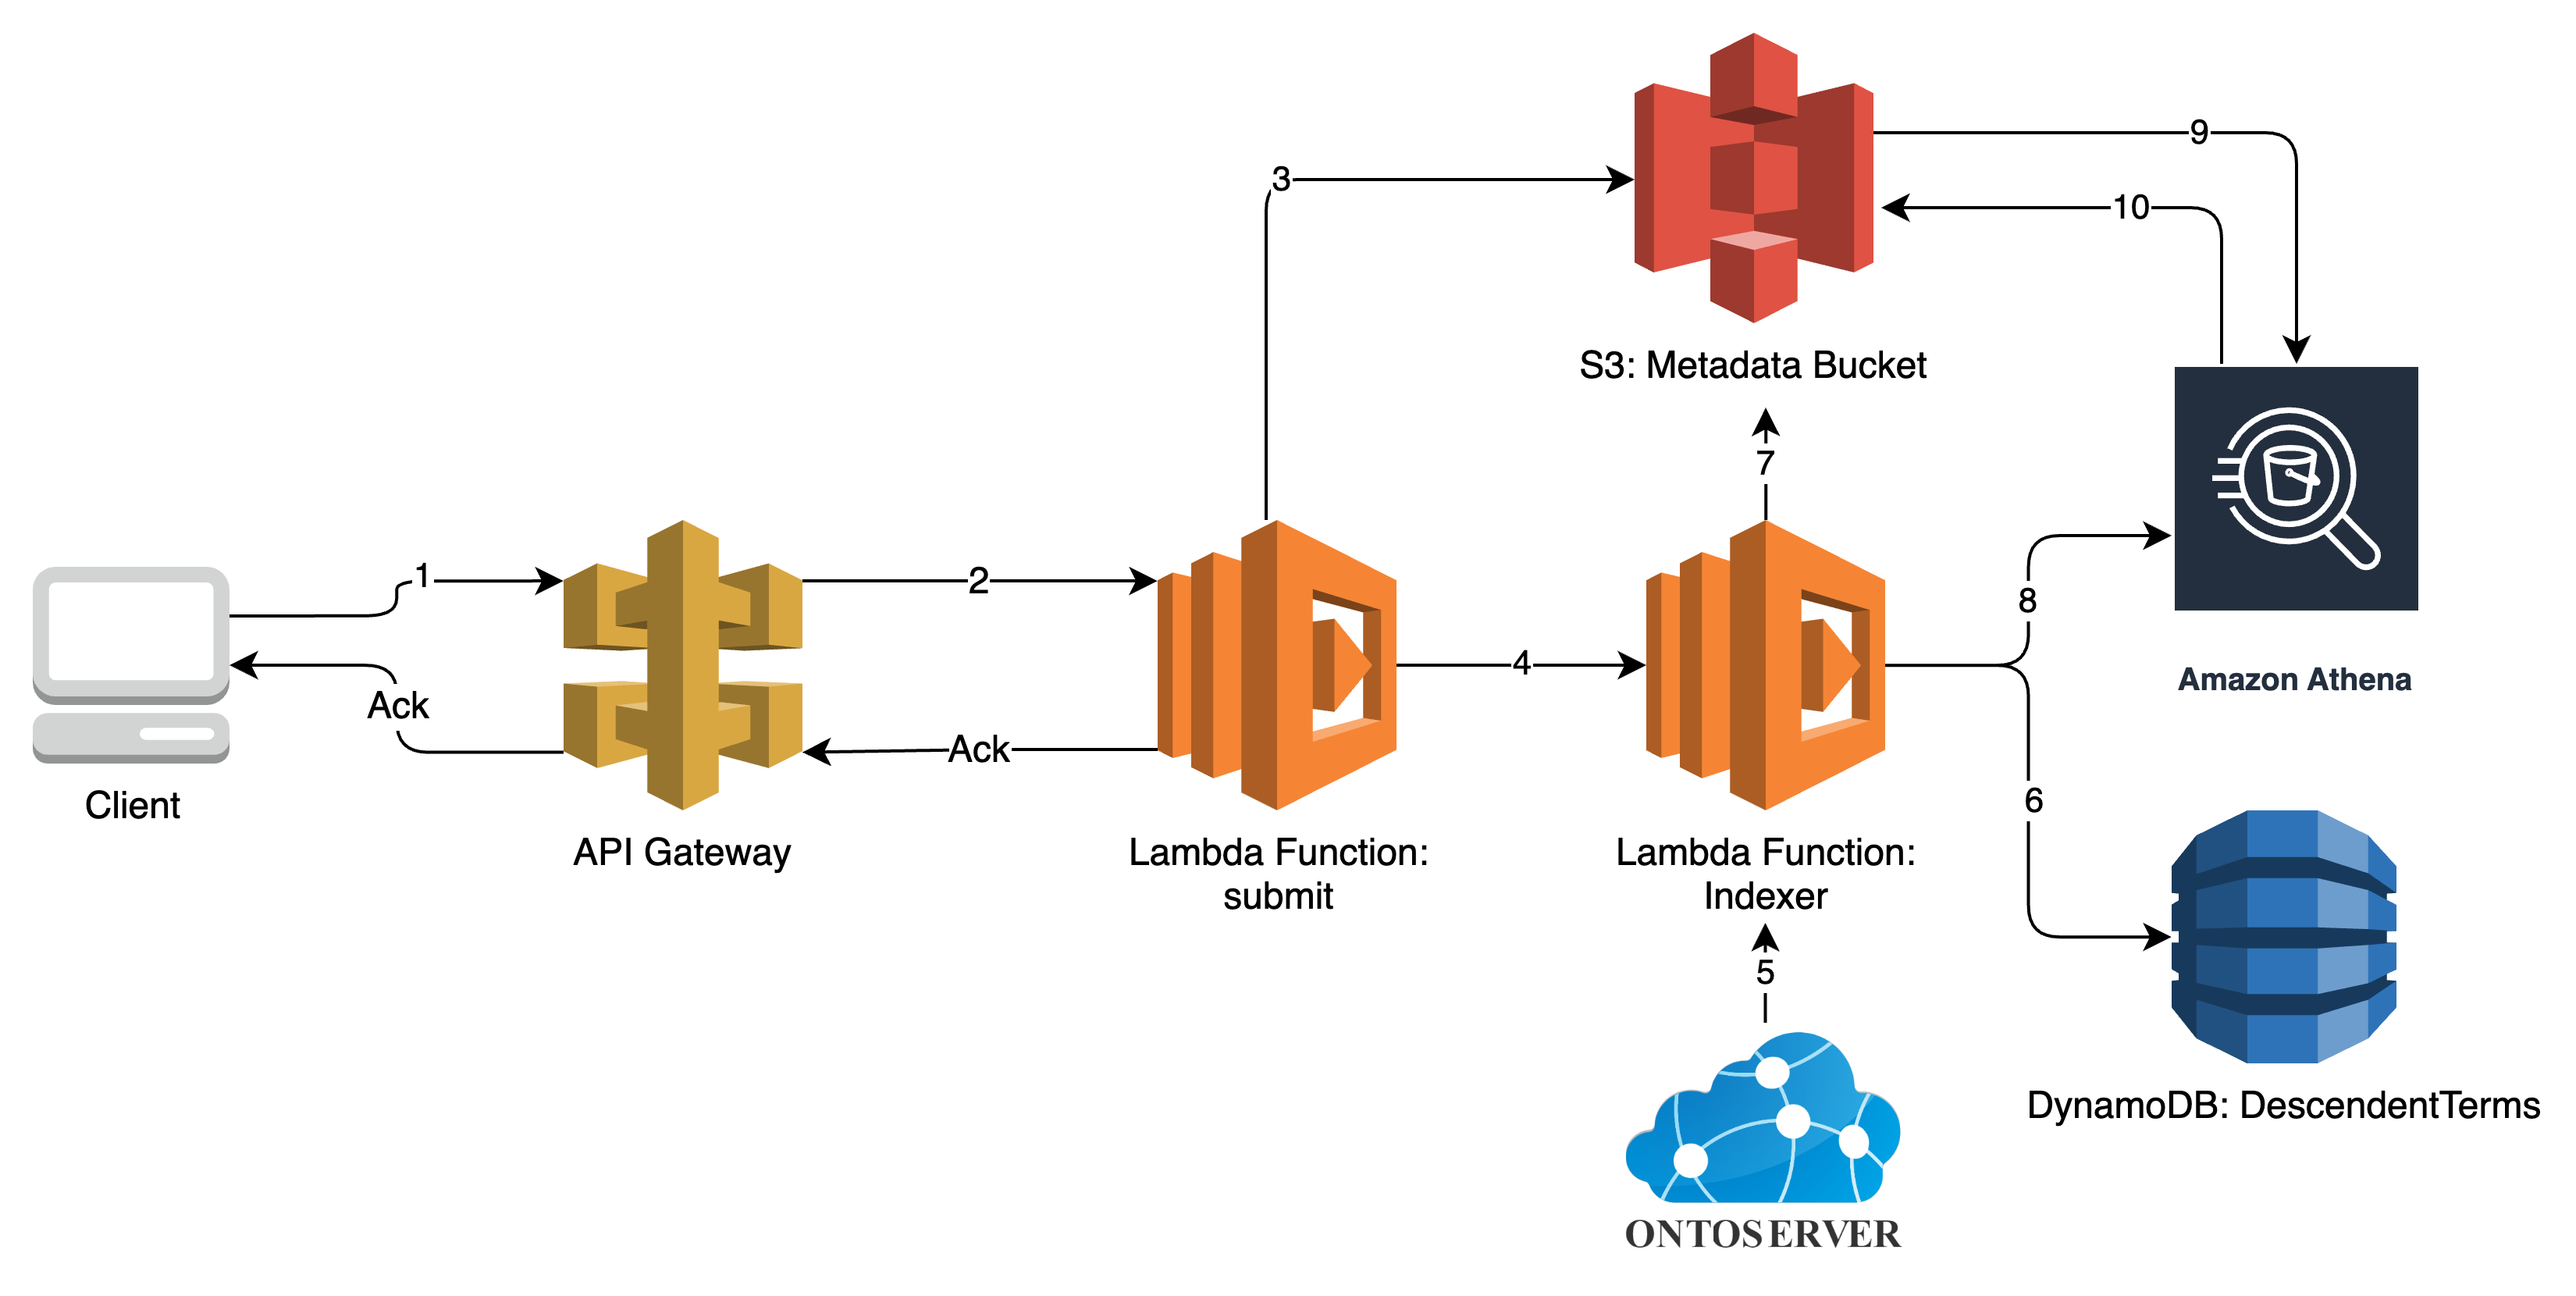 9
3
10
S3: Metadata Bucket
7
1
2
8
4
Amazon Athena
Ack
Ack
6
Client
API Gateway
Lambda Function:
submit
Lambda Function:
Indexer
5
DynamoDB: DescendentTerms
ONTOSERVER